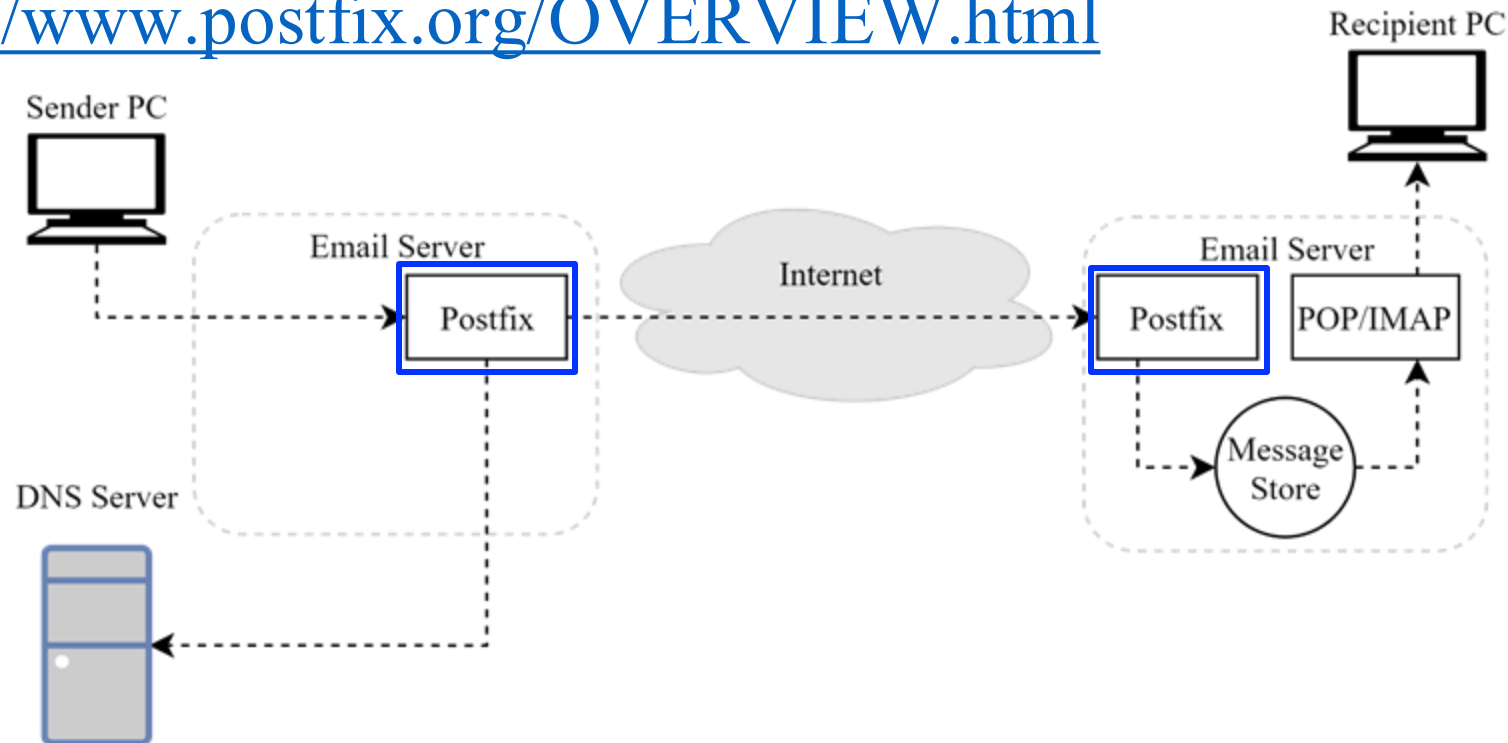 /www.postfix.org/OVERVIEW.html
Recipient PC
Sender PC
Email Server
Email Server
Internet
Postfix
Postfix
POP/IMAP
Message
Store
DNS Server